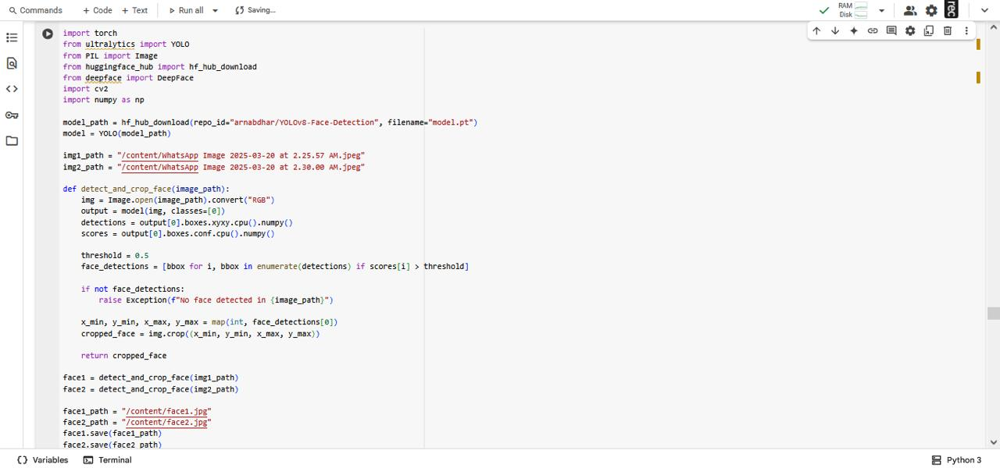 Commands
+ Code
+ Text
Run all
Saving...
RAM
Disk
rec
import torch
from ultralytics import YOLO
from PIL import Image
from huggingface_hub import hf_hub_download
from deepface import DeepFace
import cv2
import numpy as np
model_path = hf_hub_download(repo_id="arnabdhar/YOLOv8-Face-Detection", filename="model.pt")
model = YOLO(model_path)
img1_path = "/content/WhatsApp Image 2025-03-20 at 2.25.57 AM.jpeg"
img2_path = "/content/WhatsApp Image 2025-03-20 at 2.30.00 AM.jpeg"
def detect_and_crop_face(image_path):
    img = Image.open(image_path).convert("RGB")
    output = model(img, classes=[0])
    detections = output[0].boxes.xyxy.cpu().numpy()
    scores = output[0].boxes.conf.cpu().numpy()
    threshold = 0.5
    face_detections = [bbox for i, bbox in enumerate(detections) if scores[i] > threshold]
    if not face_detections:
        raise Exception(f"No face detected in {image_path}")
    x_min, y_min, x_max, y_max = map(int, face_detections[0])
    cropped_face = img.crop((x_min, y_min, x_max, y_max))
    return cropped_face
face1 = detect_and_crop_face(img1_path)
face2 = detect_and_crop_face(img2_path)
face1_path = "/content/face1.jpg"
face2_path = "/content/face2.jpg"
face1.save(face1_path)
face2.save(face2_path)
Variables
Terminal
Python 3